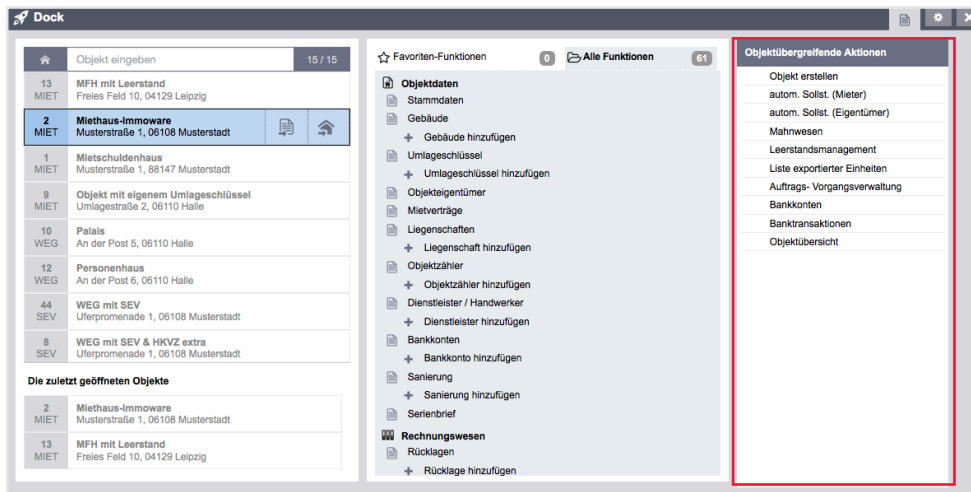 Dock
Objekt eingeben 15 / 15
13 MFH mit Leerstand
MIET Freies Feld 10, 04129 Leipzig
2 Miethaus-Immoware
MIET Musterstraße 1, 06108 Musterstadt
1 Mietschuldenhaus
MIET Musterstraße 1, 88147 Musterstadt
9 Objekt mit eigenem Umlageschlüssel
MIET Umlagestraße 2, 06110 Halle
10 Palais
WEG An der Post 5, 06110 Halle
12 Personenhaus
WEG An der Post 6, 06110 Halle
44 WEG mit SEV
SEV Uferpromenade 1, 06108 Musterstadt
8 WEG mit SEV & HKVZ extra
SEV Uferpromenade 1, 06108 Musterstadt
Die zuletzt geöffneten Objekte
2 Miethaus-Immoware
MIET Musterstraße 1, 06108 Musterstadt
13 MFH mit Leerstand
MIET Freies Feld 10, 04129 Leipzig
Favoriten-Funktionen 0 Alle Funktionen 61
Objektdaten
Stammdaten
Gebäude
+ Gebäude hinzufügen
Umlageschlüssel
+ Umlageschlüssel hinzufügen
Objekteigentümer
Mietverträge
Liegenschaften
+ Liegenschaft hinzufügen
Objektzähler
+ Objektzähler hinzufügen
Dienstleister / Handwerker
+ Dienstleister hinzufügen
Bankkonten
+ Bankkonto hinzufügen
Sanierung
+ Sanierung hinzufügen
Serienbrief
Rechnungswesen
Rücklagen
+ Rücklage hinzufügen
Objektübergreifende Aktionen
Objekt erstellen
autom. Sollst. (Mieter)
autom. Sollst. (Eigentümer)
Mahnwesen
Leerstandsmanagement
Liste exportierter Einheiten
Auftrags- Vorgangsverwaltung
Bankkonten
Banktransaktionen
Objektübersicht